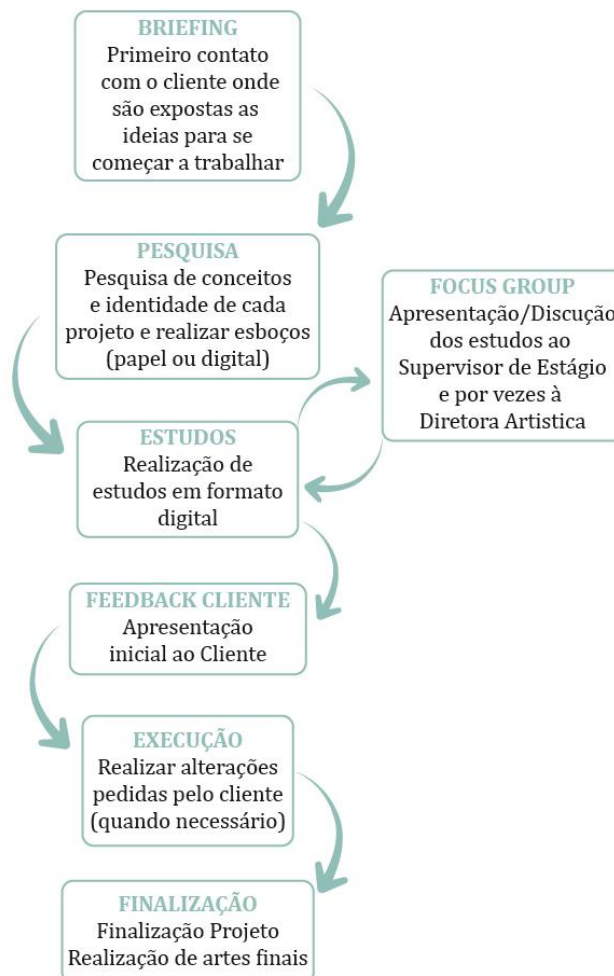 BRIEFING
Primeiro contato
com o cliente onde
são expostas as
ideias para se
começar a trabalhar
PESQUISA
Pesquisa de conceitos
e identidade de cada
projeto e realizar esboços
(papel ou digital)
FOCUS GROUP
Apresentação/Discução
dos estudos ao
Supervisor de Estágio
e por vezes à
Diretora Artistica
ESTUDOS
Realização de
estudos em formato
digital
FEEDBACK CLIENTE
Apresentação
inicial ao Cliente
EXECUÇÃO
Realizar alterações
pedidas pelo cliente
(quando necessário)
FINALIZAÇÃO
Finalização Projeto
Realização de artes finais